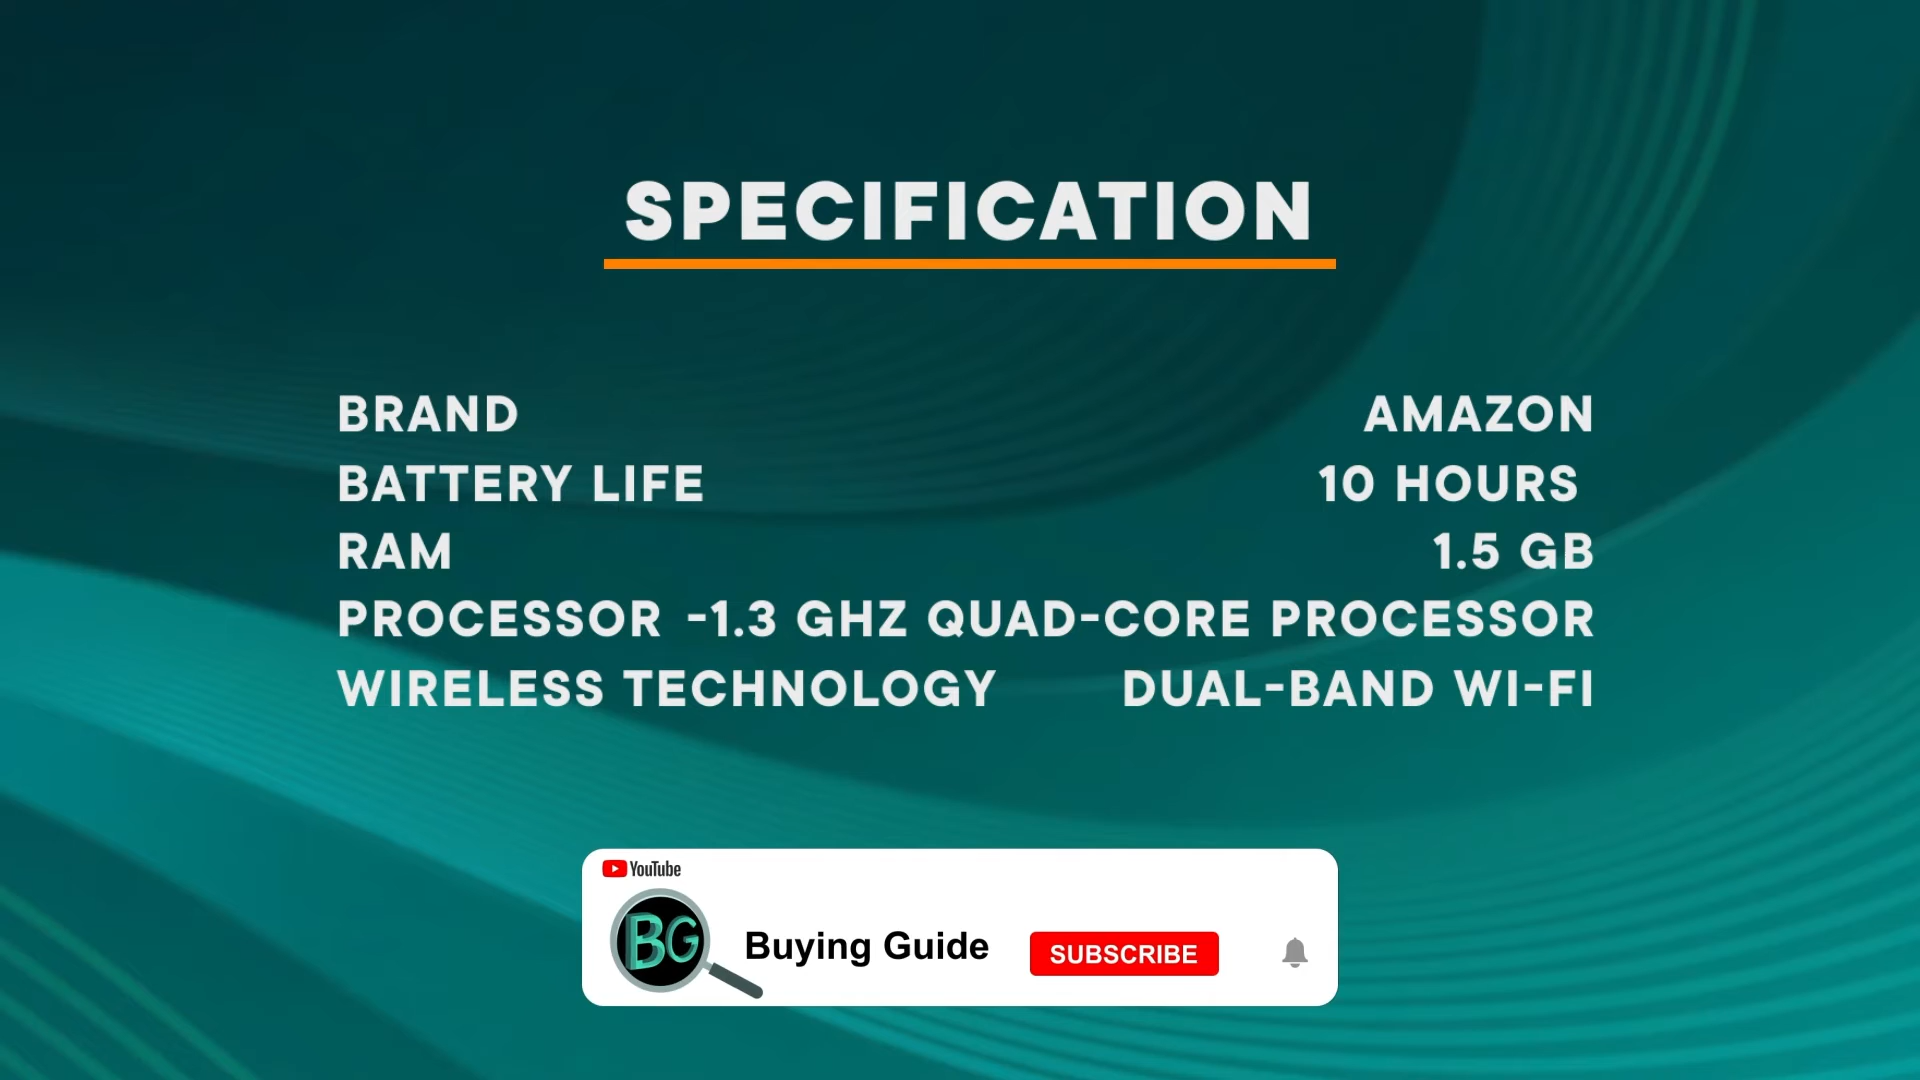 SPECIFICATION
BRAND AMAZON
BATTERY LIFE 10 HOURS
RAM 1.5 GB
PROCESSOR -1.3 GHZ QUAD-CORE PROCESSOR
WIRELESS TECHNOLOGY DUAL-BAND WI-FI
YouTube
BG
Buying Guide
SUBSCRIBE